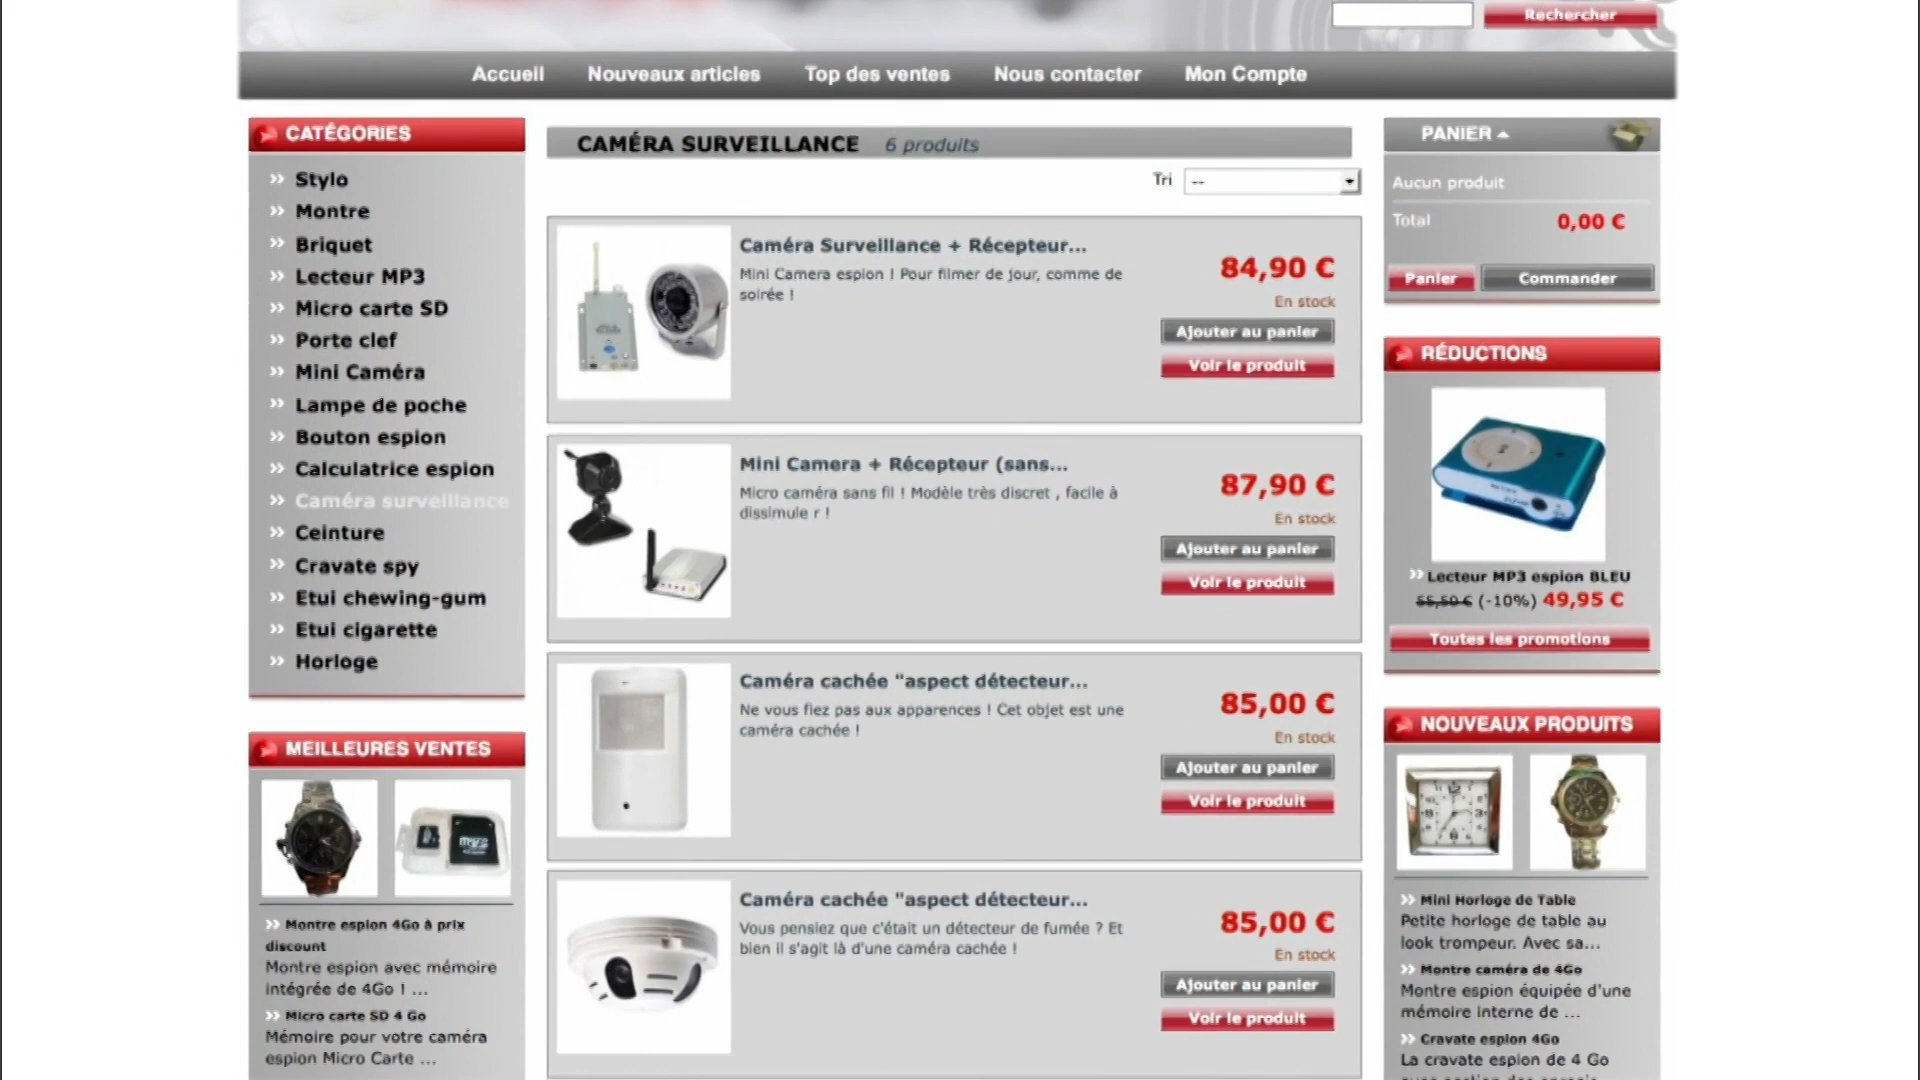 Rechercher
Accueil
Nouveaux articles
Top des ventes
Nous contacter
Mon Compte
CATÉGORIES
Stylo
Montre
Briquet
Lecteur MP3
Micro carte SD
Porte clef
Mini Caméra
Lampe de poche
Bouton espion
Calculatrice espion
Caméra surveillance
Ceinture
Cravate spy
Etui chewing-gum
Etui cigarette
Horloge
MEILLEURES VENTES
Montre espion 4Go à prix
discount
Montre espion avec mémoire
intégrée de 4Go ! ...
Micro carte SD 4 Go
Mémoire pour votre caméra
espion Micro Carte ...
CAMÉRA SURVEILLANCE 6 produits
Tri --
Caméra Surveillance + Récepteur...
Mini Camera espion ! Pour filmer de jour, comme de
soirée !
84,90 €
En stock
Ajouter au panier
Voir le produit
Mini Camera + Récepteur (sans...
Micro caméra sans fil ! Modèle très discret , facile à
dissimule r !
87,90 €
En stock
Ajouter au panier
Voir le produit
Caméra cachée "aspect détecteur...
Ne vous fiez pas aux apparences ! Cet objet est une
caméra cachée !
85,00 €
En stock
Ajouter au panier
Voir le produit
Caméra cachée "aspect détecteur...
Vous pensiez que c'était un détecteur de fumée ? Et
bien il s'agit là d'une caméra cachée !
85,00 €
En stock
Ajouter au panier
Voir le produit
PANIER
Aucun produit
Total 0,00 €
Panier
Commander
RÉDUCTIONS
Lecteur MP3 espion BLEU
55,50 € (-10%) 49,95 €
Toutes les promotions
NOUVEAUX PRODUITS
Mini Horloge de Table
Petite horloge de table au
look trompeur. Avec sa...
Montre caméra de 4Go
Montre espion équipée d'une
mémoire interne de ...
Cravate espion 4Go
La cravate espion de 4 Go